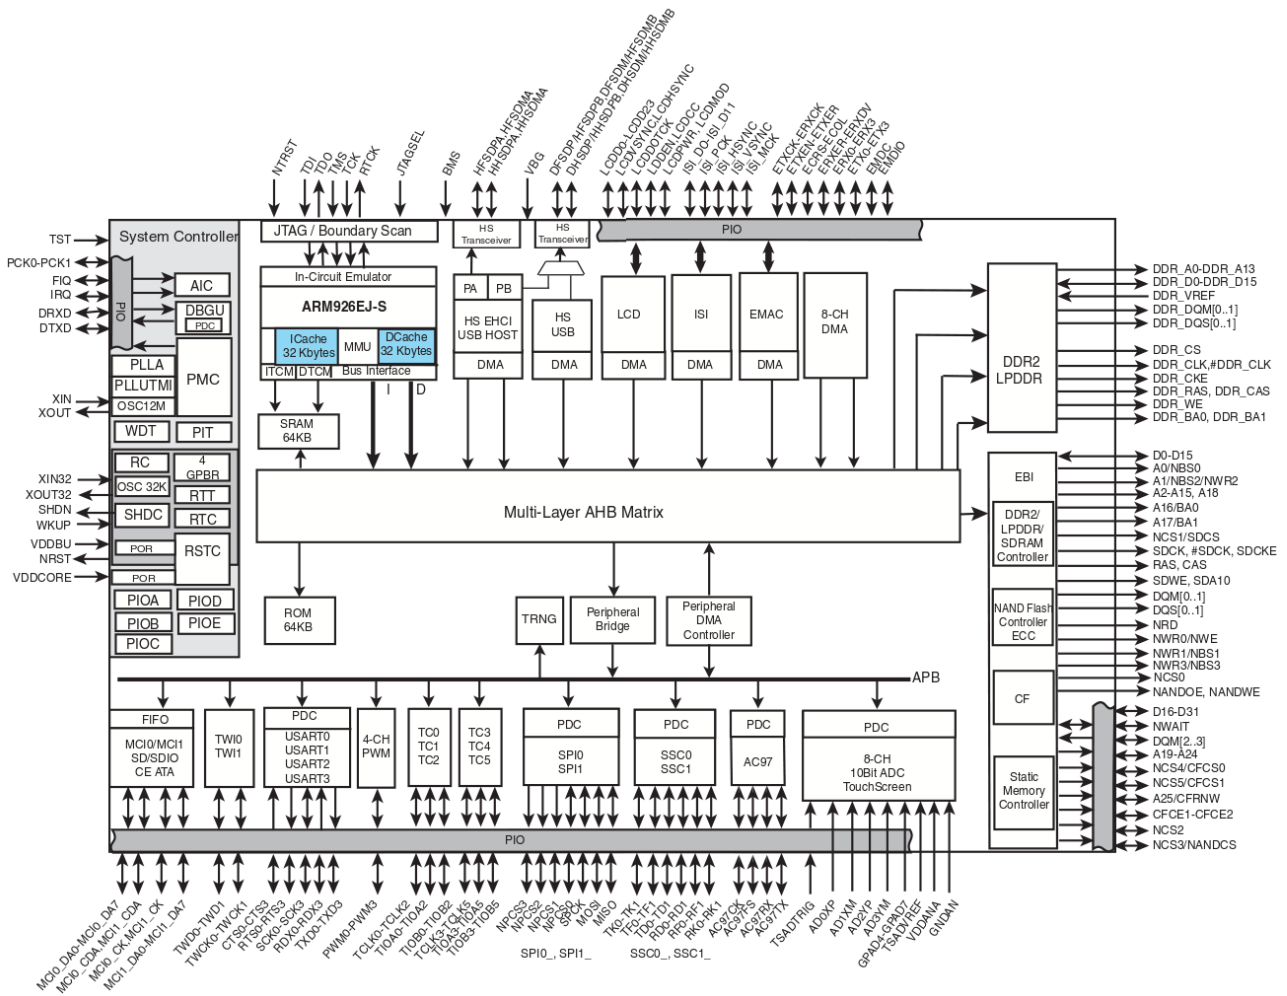 NTRST
TDI
TDO
TMS
TCK
RTCK
JTAGSEL
BMS
HFSDPA,HFSDMA
HHSDPA,HHSDMA
VBG
DFSDP/HFSDPB,DFSDM/HFSDMB
DHSDP/HHSDPB,DHSDM/HHSDMB
LCDD0-LCDD23
LCDVSYNC,LCDHSYNC
LCDDOTCK
LDDEN,LCDCC
LCDPWR, LCDMOD
ISI_DO-ISI_D11
ISI_PCK
ISI_HSYNC
ISI_VSYNC
ISI_MCK
ETXCK-ERXCK
ETXEN-ETXER
ECRS-ECOL
ERXER-ERXDV
ERX0-ERX3
ETX0-ETX3
EMDC
EMDIO
TST
PCK0-PCK1
FIQ
IRQ
DRXD
DTXD
XIN
XOUT
XIN32
XOUT32
SHDN
WKUP
VDDBU
NRST
VDDCORE
System Controller
PIO
AIC
DBGU
PDC
PLLA
PLLUTMI
OSC12M
PMC
WDT
PIT
RC
4
GPBR
OSC 32K
RTT
SHDC
RTC
POR
RSTC
POR
PIOA
PIOD
PIOB
PIOE
PIOC
JTAG / Boundary Scan
In-Circuit Emulator
ARM926EJ-S
ICache
32 Kbytes
MMU
DCache
32 Kbytes
ITCM
DTCM
Bus Interface
I
D
SRAM
64KB
HS
Transceiver
HS
Transceiver
PA
PB
HS EHCI
USB HOST
DMA
HS
USB
DMA
PIO
LCD
DMA
ISI
DMA
EMAC
DMA
8-CH
DMA
Multi-Layer AHB Matrix
ROM
64KB
TRNG
Peripheral
Bridge
Peripheral
DMA
Controller
APB
DDR2
LPDDR
EBI
DDR2/
LPDDR/
SDRAM
Controller
NAND Flash
Controller
ECC
CF
Static
Memory
Controller
DDR_A0-DDR_A13
DDR_D0-DDR_D15
DDR_VREF
DDR_DQM[0..1]
DDR_DQS[0..1]
DDR_CS
DDR_CLK,#DDR_CLK
DDR_CKE
DDR_RAS, DDR_CAS
DDR_WE
DDR_BA0, DDR_BA1
D0-D15
A0/NBS0
A1/NBS2/NWR2
A2-A15, A18
A16/BA0
A17/BA1
NCS1/SDCS
SDCK, #SDCK, SDCKE
RAS, CAS
SDWE, SDA10
DQM[0..1]
DQS[0..1]
NRD
NWR0/NWE
NWR1/NBS1
NWR3/NBS3
NCS0
NANDOE, NANDWE
D16-D31
NWAIT
DQM[2..3]
A19-A24
NCS4/CFCS0
NCS5/CFCS1
A25/CFRNW
CFCE1-CFCE2
NCS2
NCS3/NANDCS
FIFO
MCI0/MCI1
SD/SDIO
CE ATA
TWI0
TWI1
PDC
USART0
USART1
USART2
USART3
4-CH
PWM
TC0
TC1
TC2
TC3
TC4
TC5
PDC
SPI0
SPI1
PDC
SSC0
SSC1
PDC
AC97
PDC
8-CH
10Bit ADC
TouchScreen
PIO
MCI0_DA0-MCI0_DA7
MCI0_CDA,MCI1_CDA
MCI0_CK,MCI1_CK
MCI1_DA0-MCI1_DA7
TWD0-TWD1
TWCK0-TWCK1
CTS0-CTS3
RTS0-RTS3
SCK0-SCK3
RDX0-RDX3
TXD0-TXD3
PWM0-PWM3
TCLK0-TCLK2
TIOA0-TIOA2
TIOB0-TIOB2
TCLK3-TCLK5
TIOA3-TIOA5
TIOB3-TIOB5
NPCS3
NPCS2
NPCS1
NPCS0
SPCK
MOSI
MISO
SPI0_, SPI1_
TK0-TK1
TF0-TF1
TD0-TD1
RD0-RD1
RF0-RF1
RK0-RK1
SSC0_, SSC1_
AC97CK
AC97FS
AC97RX
AC97TX
TSADTRIG
AD0XP
AD1XM
AD2YP
AD3YM
GPAD4-GPAD7
TSADVREF
VDDANA
GNDAN